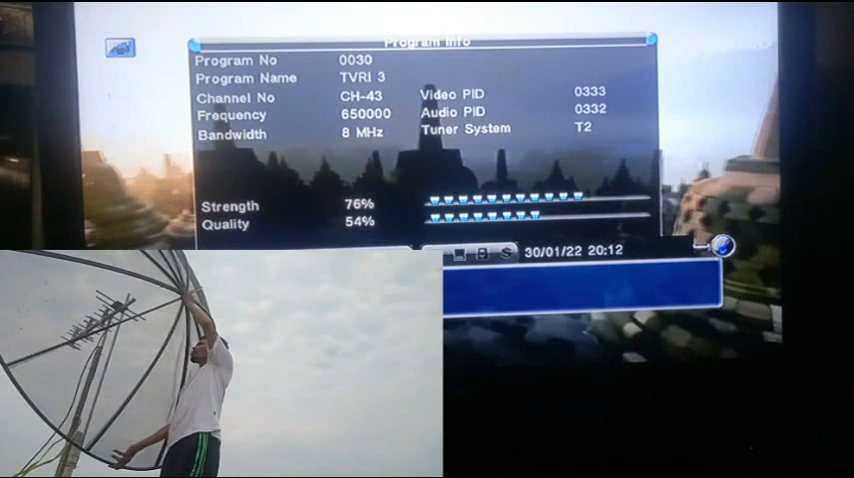 Program Info
Program No 0030
Program Name TVRI 3
Channel No CH-43 Video PID 0333
Frequency 650000 Audio PID 0332
Bandwidth 8 MHz Tuner System T2
Strength 76%
Quality 54%
30/01/22 20:12